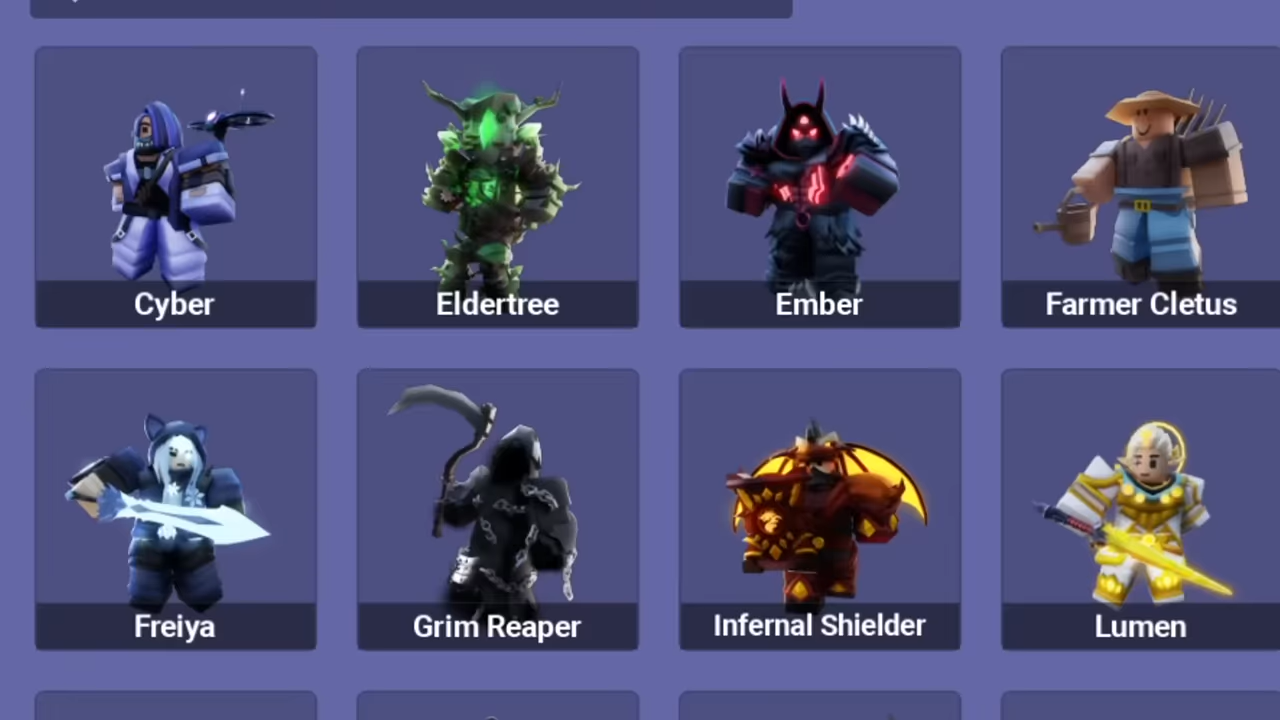 Cyber
Eldertree
Ember
Farmer Cletus
Freiya
Grim Reaper
Infernal Shielder
Lumen